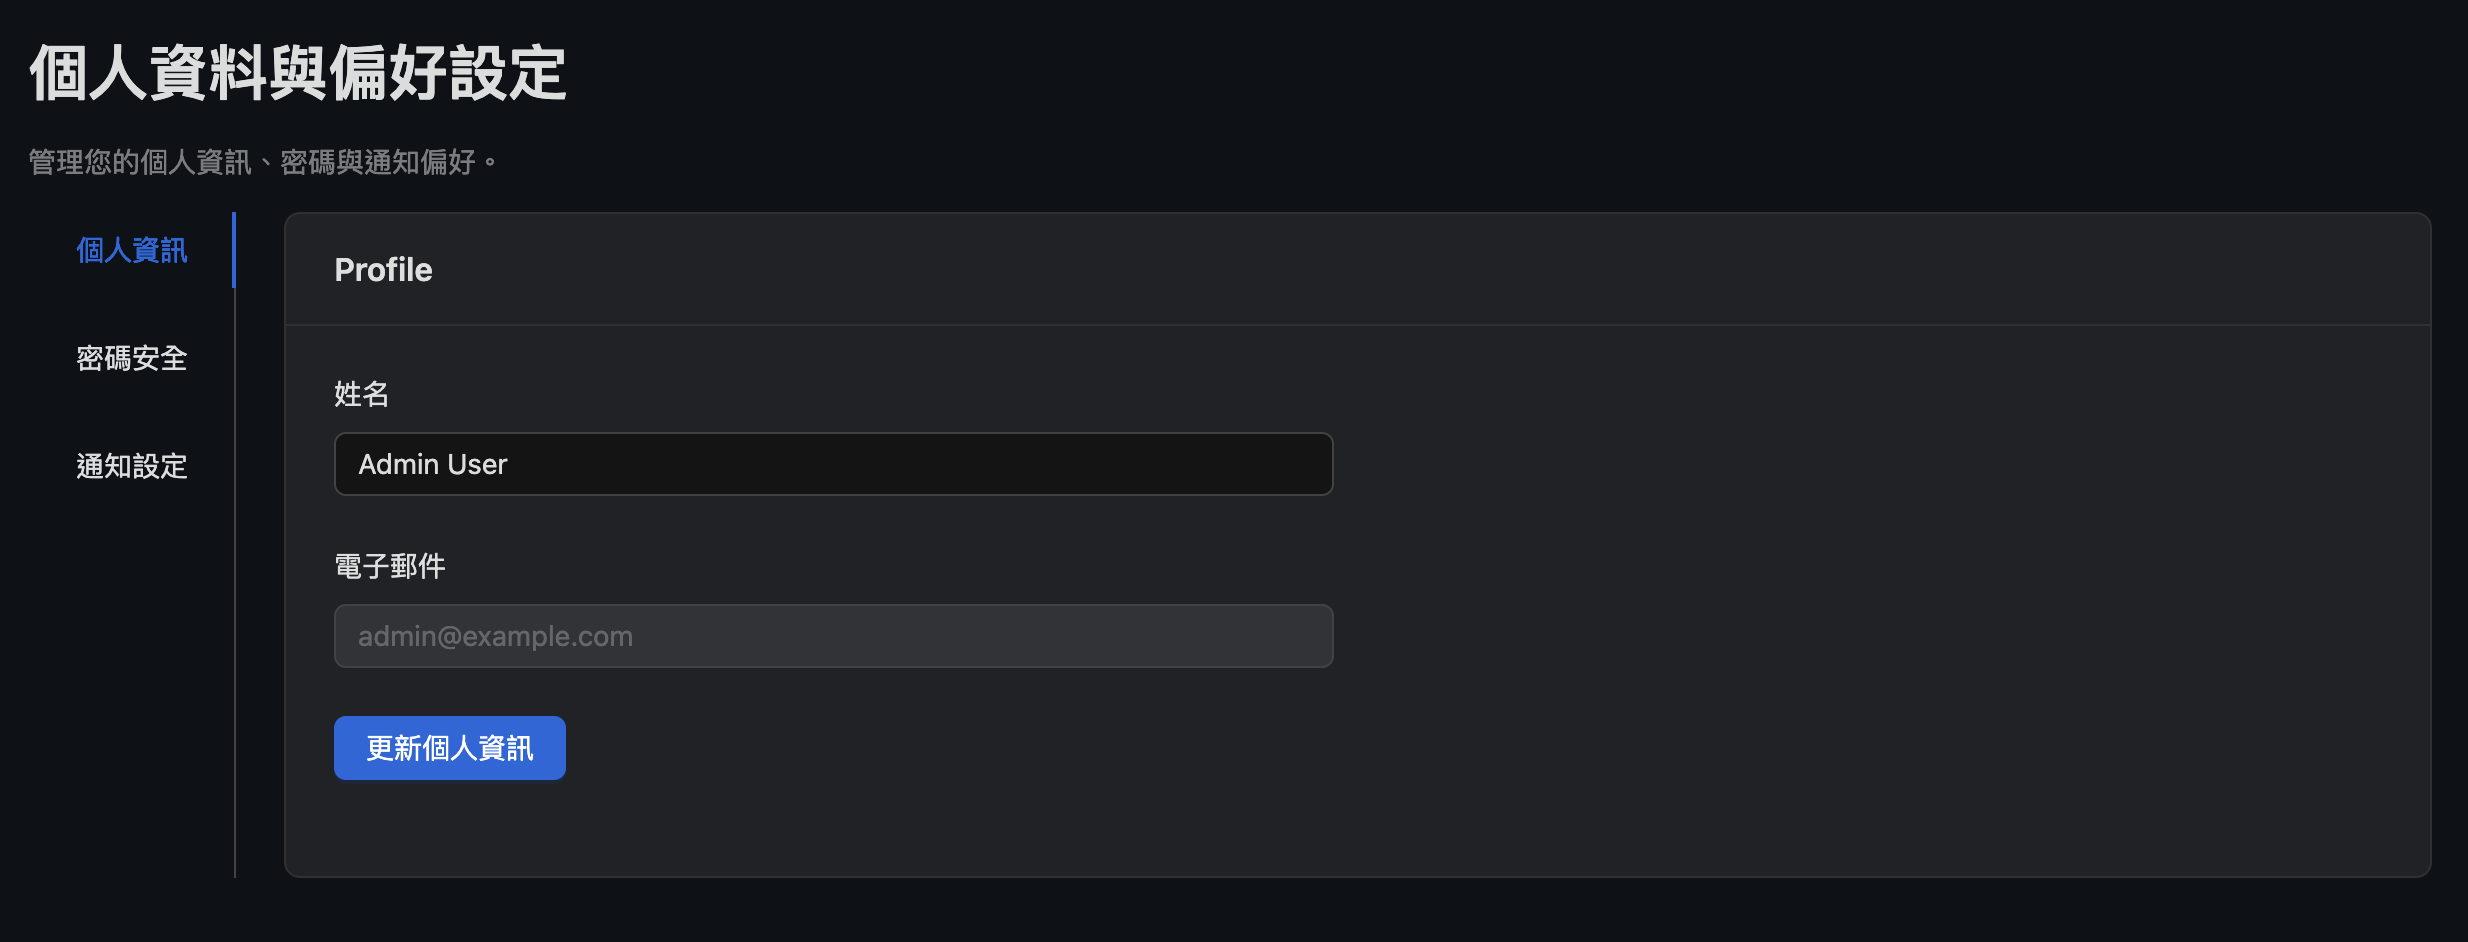 個人資料與偏好設定
管理您的個人資訊、密碼與通知偏好。
個人資訊
密碼安全
通知設定
Profile
姓名
Admin User
電子郵件
admin@example.com
更新個人資訊